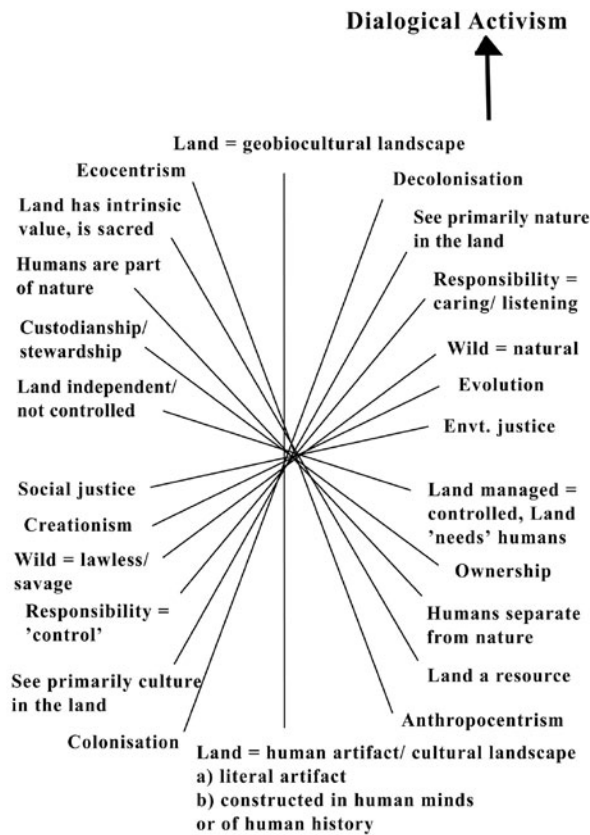 Dialogical Activism
Land = geobiocultural landscape
Ecocentrism
Land has intrinsic
value, is sacred
Humans are part
of nature
Custodianship/
stewardship
Land independent/
not controlled
Decolonisation
See primarily nature
in the land
Responsibility =
caring/ listening
Wild = natural
Evolution
Envt. justice
Social justice
Creationism
Wild = lawless/
savage
Responsibility =
’control’
See primarily culture
in the land
Colonisation
Land managed =
controlled, Land
'needs' humans
Ownership
Humans separate
from nature
Land a resource
Anthropocentrism
Land = human artifact/ cultural landscape
a) literal artifact
b) constructed in human minds
or of human history